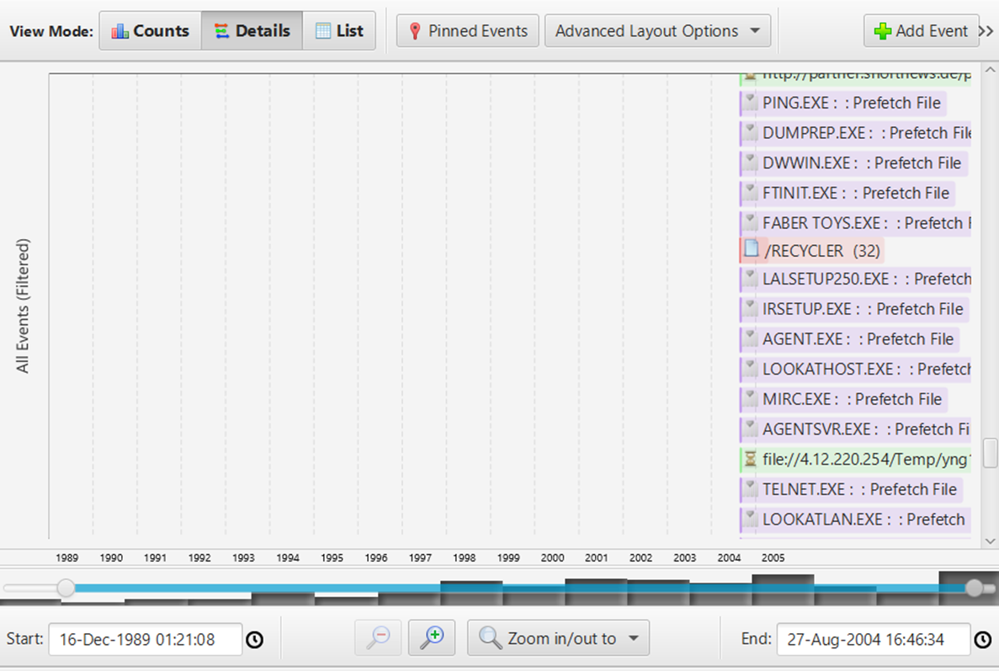 View Mode: Counts Details List Pinned Events Advanced Layout Options Add Event >>
http://partner.shortnews.de/p
PING.EXE : : Prefetch File
DUMPREP.EXE : : Prefetch File
DWWIN.EXE : : Prefetch File
FTINIT.EXE : : Prefetch File
FABER TOYS.EXE : : Prefetch F
/RECYCLER (32)
LALSETUP250.EXE : : Prefetch
IRSETUP.EXE : : Prefetch File
AGENT.EXE : : Prefetch File
LOOKATHOST.EXE : : Prefetch
MIRC.EXE : : Prefetch File
AGENTSVR.EXE : : Prefetch Fi
file://4.12.220.254/Temp/yng
TELNET.EXE : : Prefetch File
LOOKATLAN.EXE : : Prefetch
All Events (Filtered)
1989 1990 1991 1992 1993 1994 1995 1996 1997 1998 1999 2000 2001 2002 2003 2004 2005
Start: 16-Dec-1989 01:21:08 Zoom in/out to End: 27-Aug-2004 16:46:34